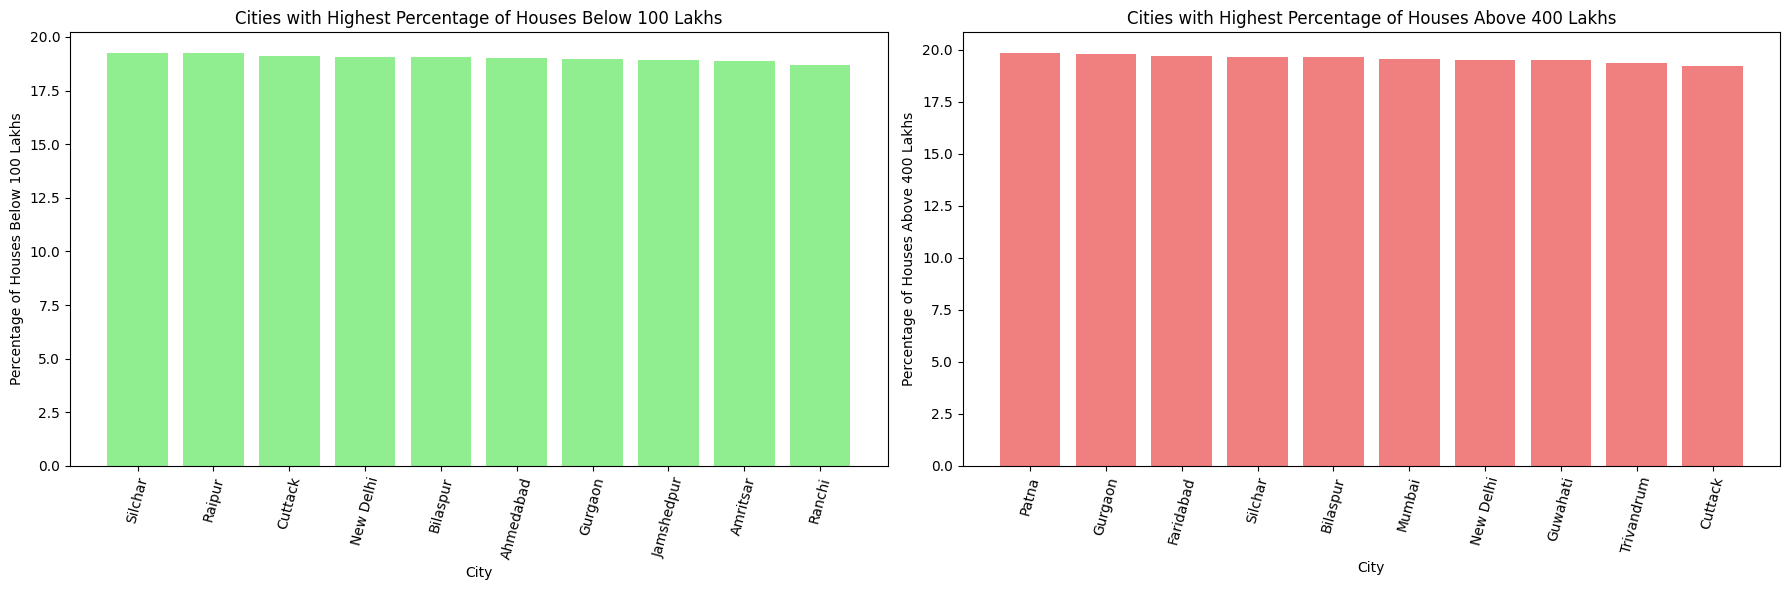 Cities with Highest Percentage of Houses Below 100 Lakhs
Percentage of Houses Below 100 Lakhs
20.0
17.5
15.0
12.5
10.0
7.5
5.0
2.5
0.0
Silchar
Raipur
Cuttack
New Delhi
Bilaspur
Ahmedabad
Gurgaon
Jamshedpur
Amritsar
Ranchi
City
Cities with Highest Percentage of Houses Above 400 Lakhs
Percentage of Houses Above 400 Lakhs
20.0
17.5
15.0
12.5
10.0
7.5
5.0
2.5
0.0
Patna
Gurgaon
Faridabad
Silchar
Bilaspur
Mumbai
New Delhi
Guwahati
Trivandrum
Cuttack
City